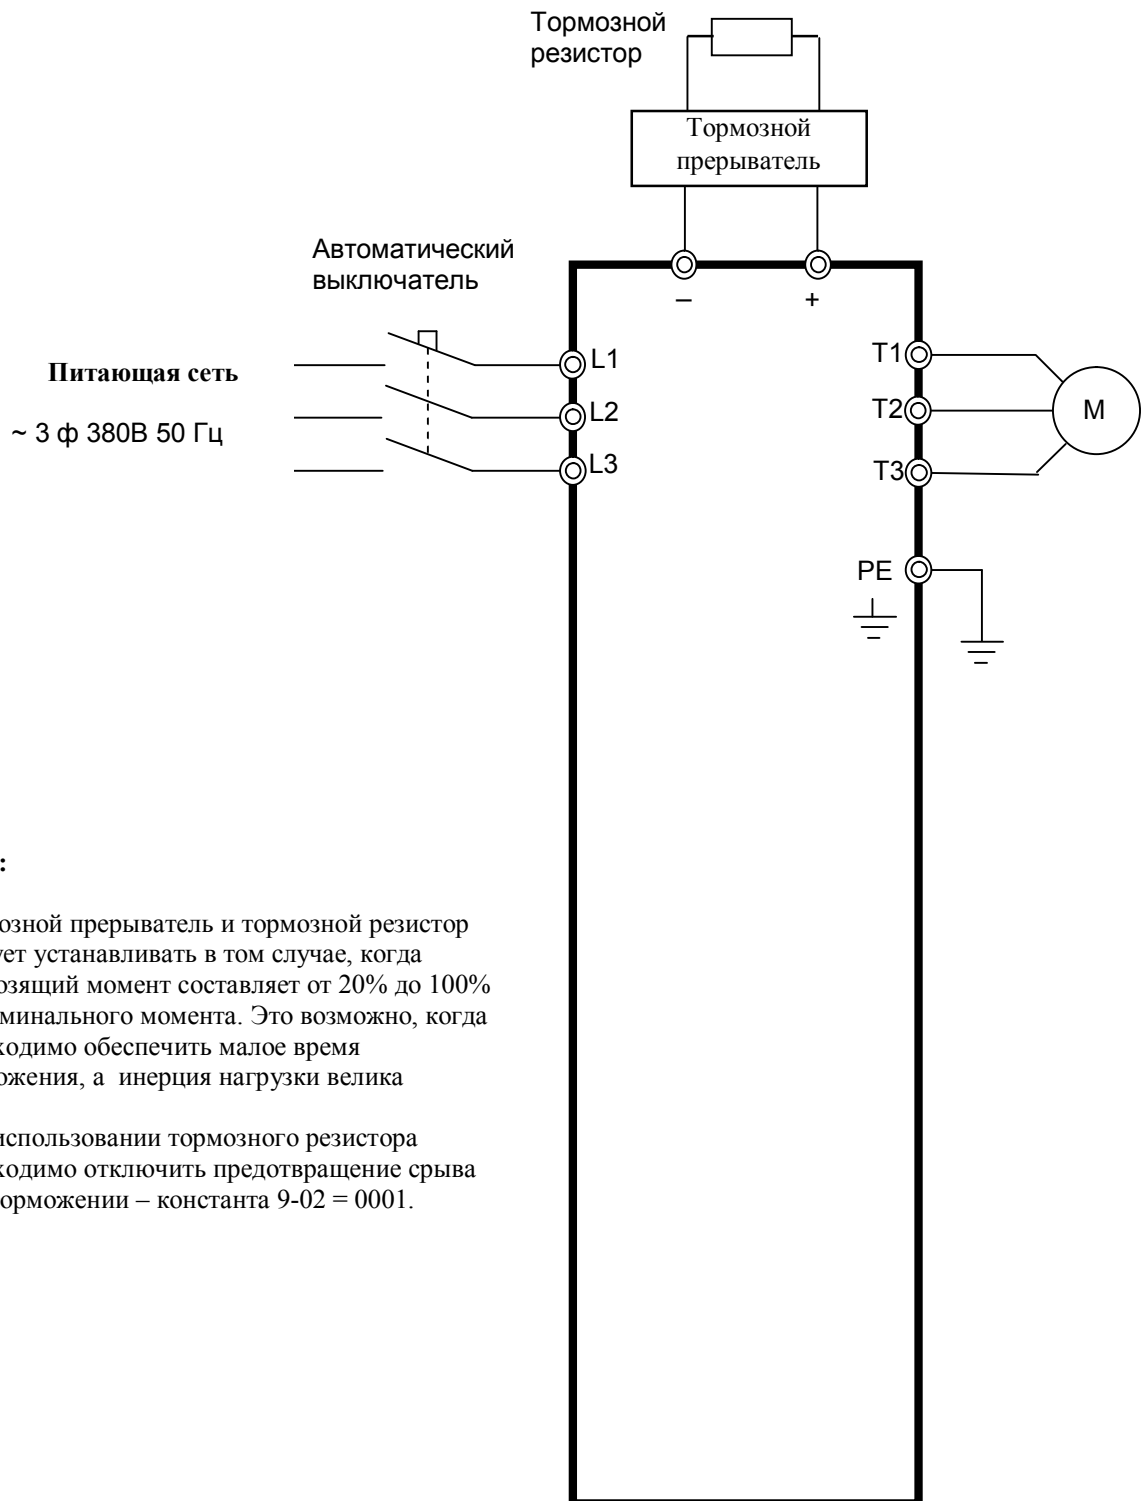 Тормозной
резистор
Тормозной
прерыватель
Автоматический
выключатель
– +
L1
T1
Питающая сеть
L2
T2
M
~ 3 ф 380В 50 Гц
L3
T3
PE
:
озной прерыватель и тормозной резистор
ует устанавливать в том случае, когда
озящий момент составляет от 20% до 100%
минального момента. Это возможно, когда
ходимо обеспечить малое время
ожения, а инерция нагрузки велика
использовании тормозного резистора
ходимо отключить предотвращение срыва
орможении – константа 9-02 = 0001.